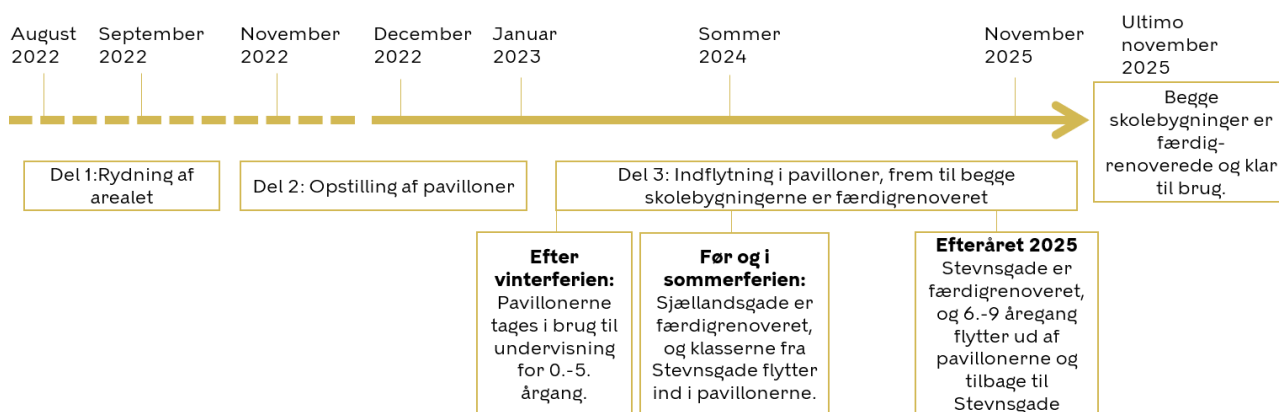 August
2022
September
2022
November
2022
December
2022
Januar
2023
Sommer
2024
November
2025
Ultimo
november
2025
Begge
skolebygninger er
færdig-
renoverede og klar
til brug.
Del 1:Rydning af
arealet
Del 2: Opstilling af pavilloner
Del 3: Indflytning i pavilloner, frem til begge
skolebygningerne er færdigrenoveret
Efter
vinterferien:
Pavillonerne
tages i brug til
undervisning
for 0.-5.
årgang.
Før og i
sommerferien:
Sjællandsgade er
færdigrenoveret,
og klasserne fra
Stevnsgade flytter
ind i pavillonerne.
Efteråret 2025
Stevnsgade er
færdigrenoveret,
og 6.-9 åregang
flytter ud af
pavillonerne og
tilbage til
Stevnsgade